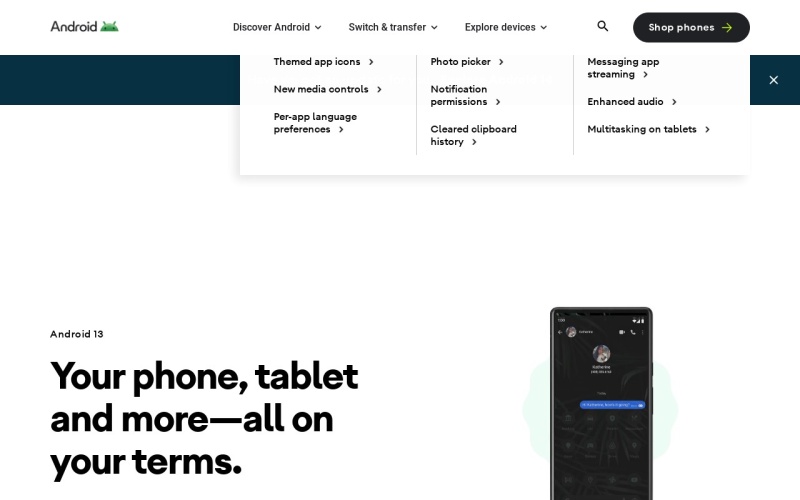 Android
Discover Android
Switch & transfer
Explore devices
Shop phones
Themed app icons
New media controls
Per-app language
preferences
Photo picker
Notification
permissions
Cleared clipboard
history
Messaging app
streaming
Enhanced audio
Multitasking on tablets
Android 13
Your phone, tablet
and more—all on
your terms.
Katherine